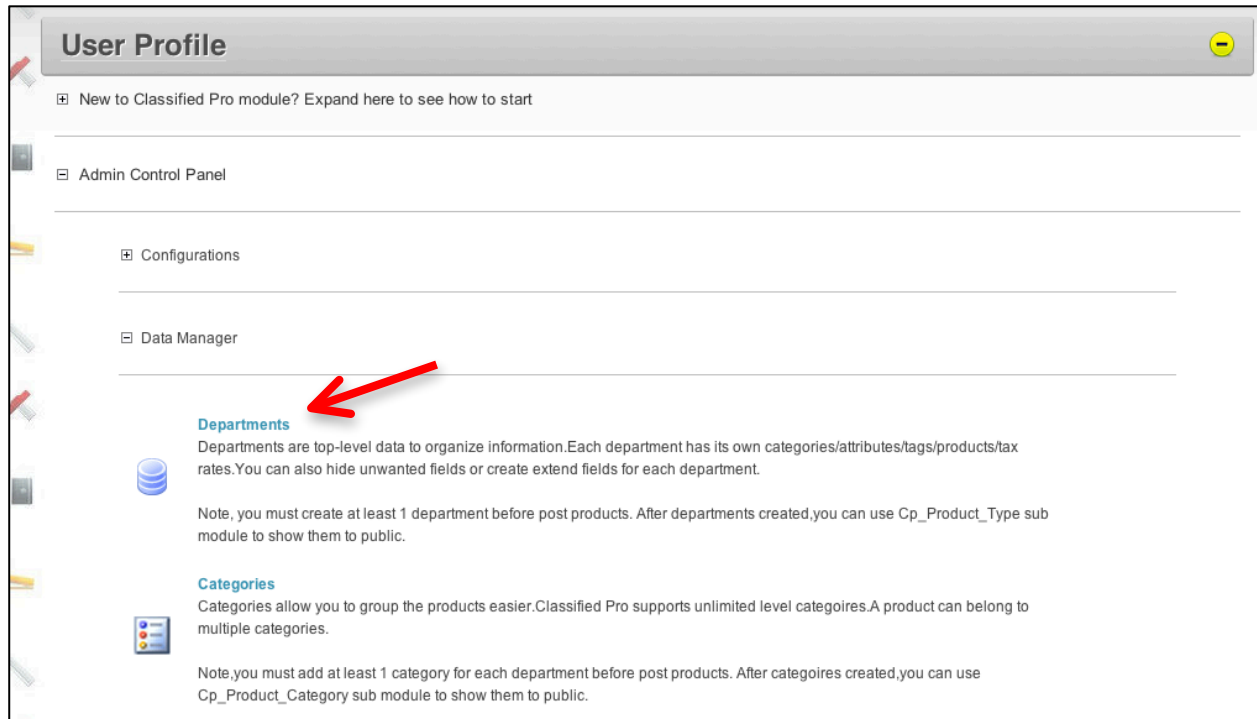 User Profile
New to Classified Pro module? Expand here to see how to start
Admin Control Panel
Configurations
Data Manager
Departments
Departments are top-level data to organize information.Each department has its own categories/attributes/tags/products/tax
rates.You can also hide unwanted fields or create extend fields for each department.
Note, you must create at least 1 department before post products. After departments created,you can use Cp_Product_Type sub
module to show them to public.
Categories
Categories allow you to group the products easier.Classified Pro supports unlimited level categoires.A product can belong to
multiple categories.
Note,you must add at least 1 category for each department before post products. After categoires created,you can use
Cp_Product_Category sub module to show them to public.